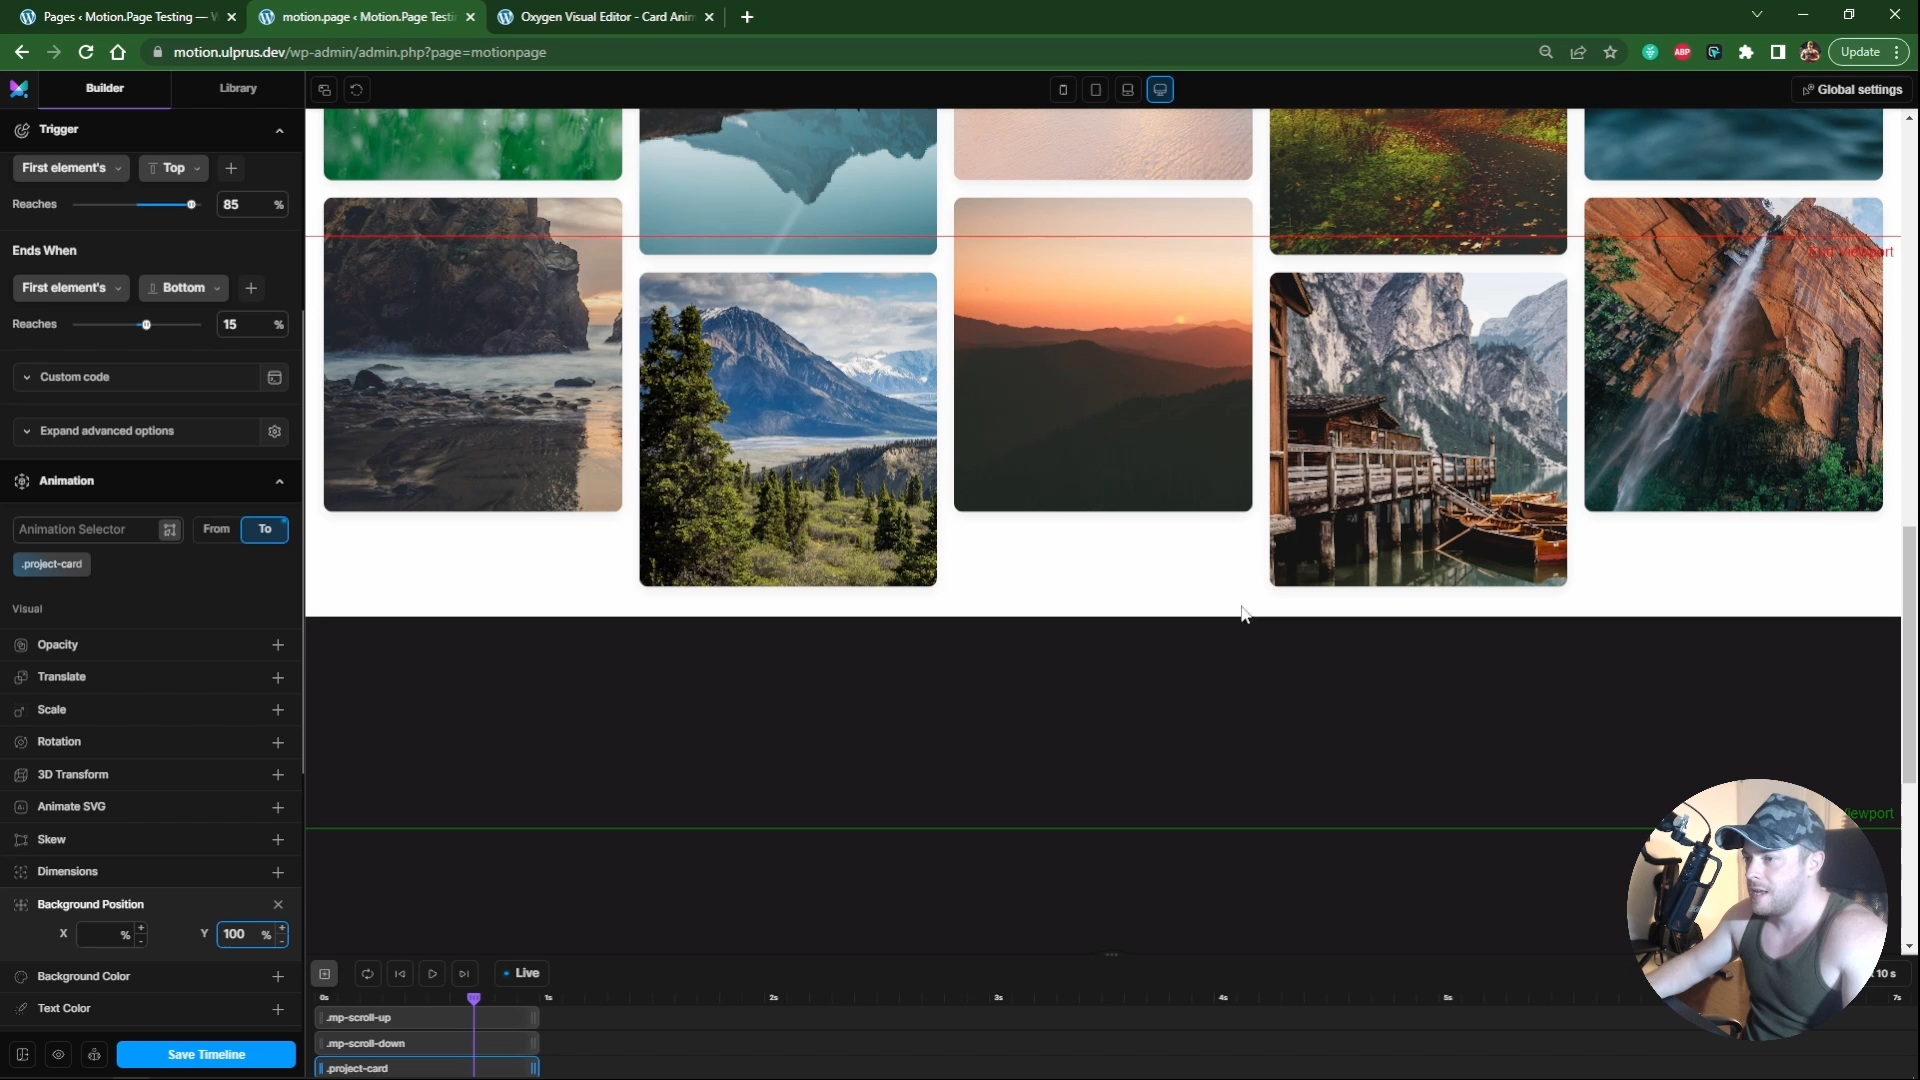 Pages ‹ Motion.Page Testing — W
motion.page ‹ Motion.Page Testi
Oxygen Visual Editor - Card Anim
motion.ulprus.dev/wp-admin/admin.php?page=motionpage
ABP
Update
Builder
Library
Global settings
Trigger
First element's
Top
Reaches
85
%
Ends When
First element's
Bottom
Reaches
15
%
Custom code
Expand advanced options
Animation
Animation Selector
From
To
.project-card
Visual
Opacity
Translate
Scale
Rotation
3D Transform
Animate SVG
Skew
Dimensions
Background Position
X
%
Y
100
%
Background Color
Text Color
Save Timeline
End viewport
viewport
Live
10 s
0s
1s
2s
3s
4s
5s
7s
.mp-scroll-up
.mp-scroll-down
.project-card